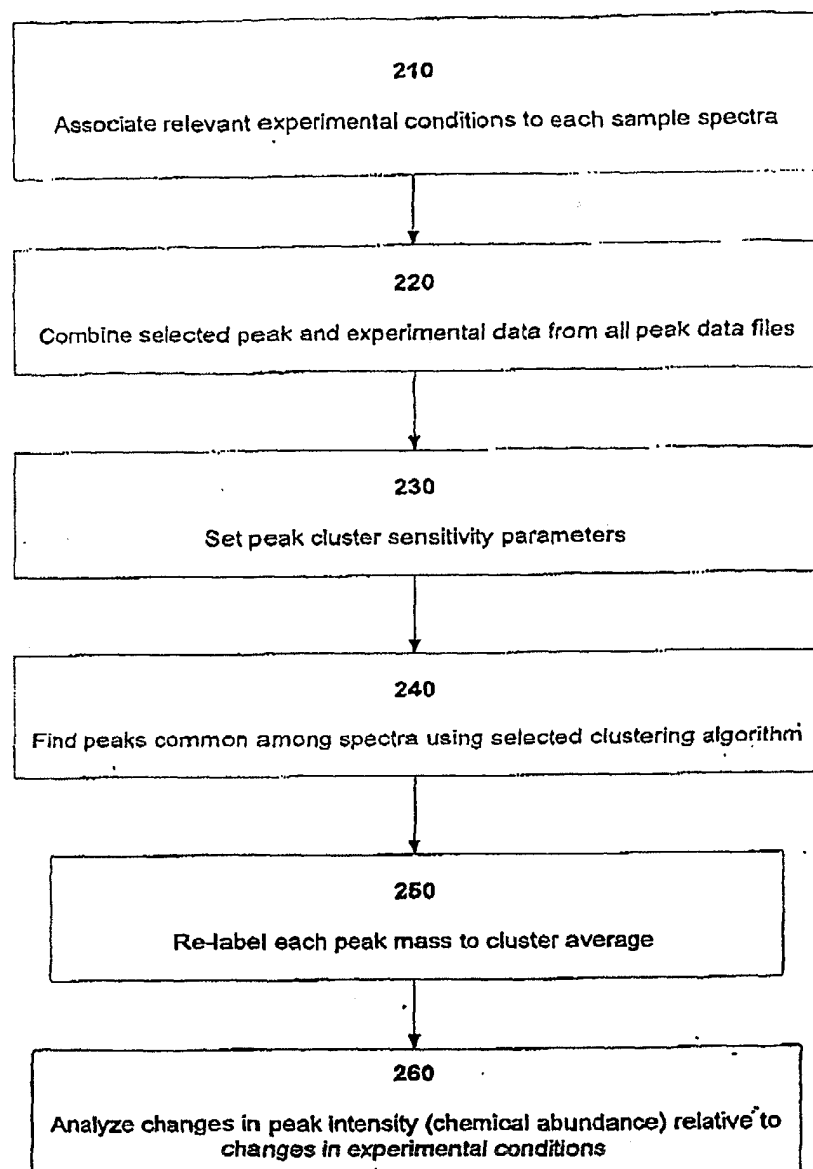 210
Associate relevant experimental conditions to each sample spectra
220
Combine selected peak and experimental data from all peak data files
230
Set peak cluster sensitivity parameters
240
Find peaks common among spectra using selected clustering algorithm
250
Re-label each peak mass to cluster average
260
Analyze changes in peak intensity (chemical abundance) relative to
changes in experimental conditions